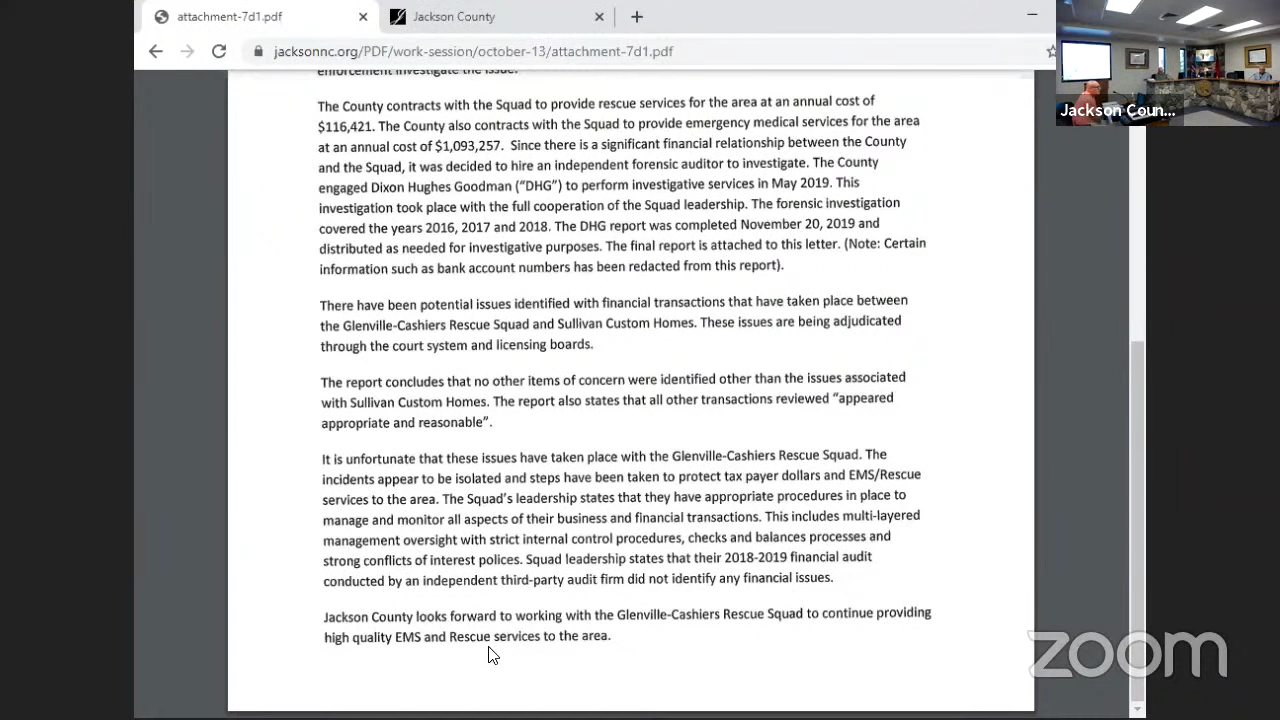 attachment-7d1.pdf
Jackson County
jacksonnc.org/PDF/work-session/october-13/attachment-7d1.pdf
Jackson Coun...
enforcement investigate the issue.
The County contracts with the Squad to provide rescue services for the area at an annual cost of
$116,421. The County also contracts with the Squad to provide emergency medical services for the area
at an annual cost of $1,093,257.  Since there is a significant financial relationship between the County
and the Squad, it was decided to hire an independent forensic auditor to investigate. The County
engaged Dixon Hughes Goodman ("DHG") to perform investigative services in May 2019. This
investigation took place with the full cooperation of the Squad leadership. The forensic investigation
covered the years 2016, 2017 and 2018. The DHG report was completed November 20, 2019 and
distributed as needed for investigative purposes. The final report is attached to this letter. (Note: Certain
information such as bank account numbers has been redacted from this report).
There have been potential issues identified with financial transactions that have taken place between
the Glenville-Cashiers Rescue Squad and Sullivan Custom Homes. These issues are being adjudicated
through the court system and licensing boards.
The report concludes that no other items of concern were identified other than the issues associated
with Sullivan Custom Homes. The report also states that all other transactions reviewed "appeared
appropriate and reasonable".
It is unfortunate that these issues have taken place with the Glenville-Cashiers Rescue Squad. The
incidents appear to be isolated and steps have been taken to protect tax payer dollars and EMS/Rescue
services to the area. The Squad's leadership states that they have appropriate procedures in place to
manage and monitor all aspects of their business and financial transactions. This includes multi-layered
management oversight with strict internal control procedures, checks and balances processes and
strong conflicts of interest polices. Squad leadership states that their 2018-2019 financial audit
conducted by an independent third-party audit firm did not identify any financial issues.
Jackson County looks forward to working with the Glenville-Cashiers Rescue Squad to continue providing
high quality EMS and Rescue services to the area.
zoom